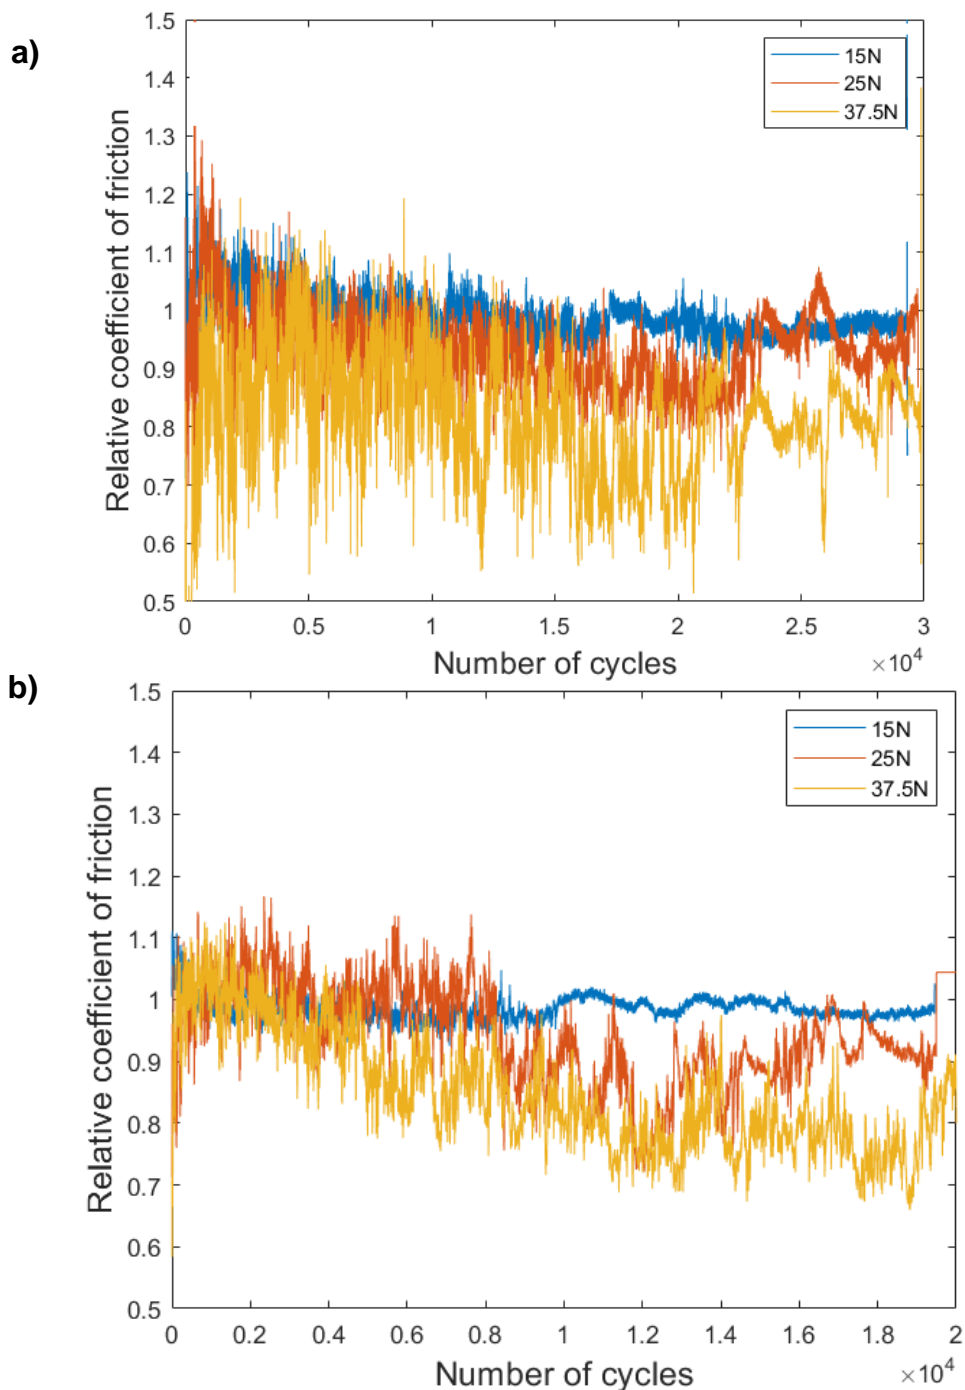 a)
1.5
1.4
1.3
1.2
1.1
1
0.9
0.8
0.7
0.6
0.5
Relative coefficient of friction
15N
25N
37.5N
0 0.5 1 1.5 2 2.5 3
Number of cycles
×10⁴
b)
1.5
1.4
1.3
1.2
1.1
1
0.9
0.8
0.7
0.6
0.5
Relative coefficient of friction
15N
25N
37.5N
0 0.2 0.4 0.6 0.8 1 1.2 1.4 1.6 1.8 2
Number of cycles
×10⁴